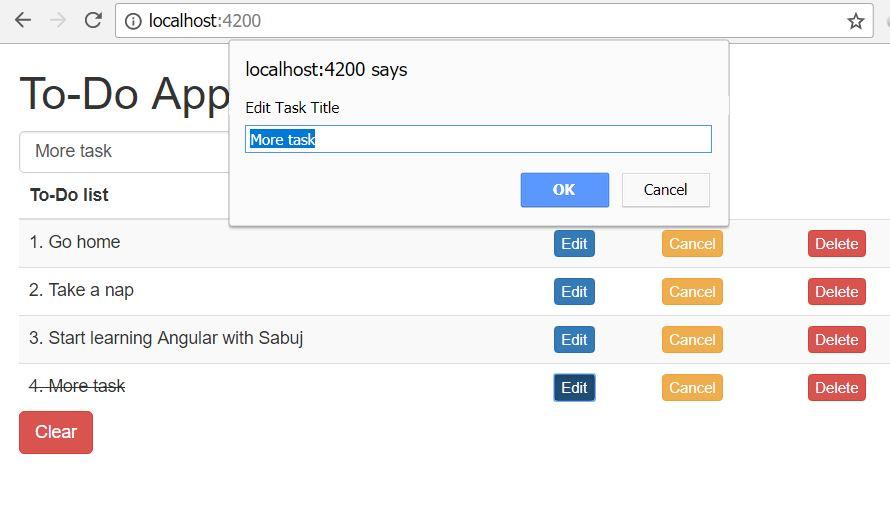 localhost:4200
localhost:4200 says
To-Do App
Edit Task Title
More task
More task
OK Cancel
To-Do list
1. Go home Edit Cancel Delete
2. Take a nap Edit Cancel Delete
3. Start learning Angular with Sabuj Edit Cancel Delete
4. More task Edit Cancel Delete
Clear